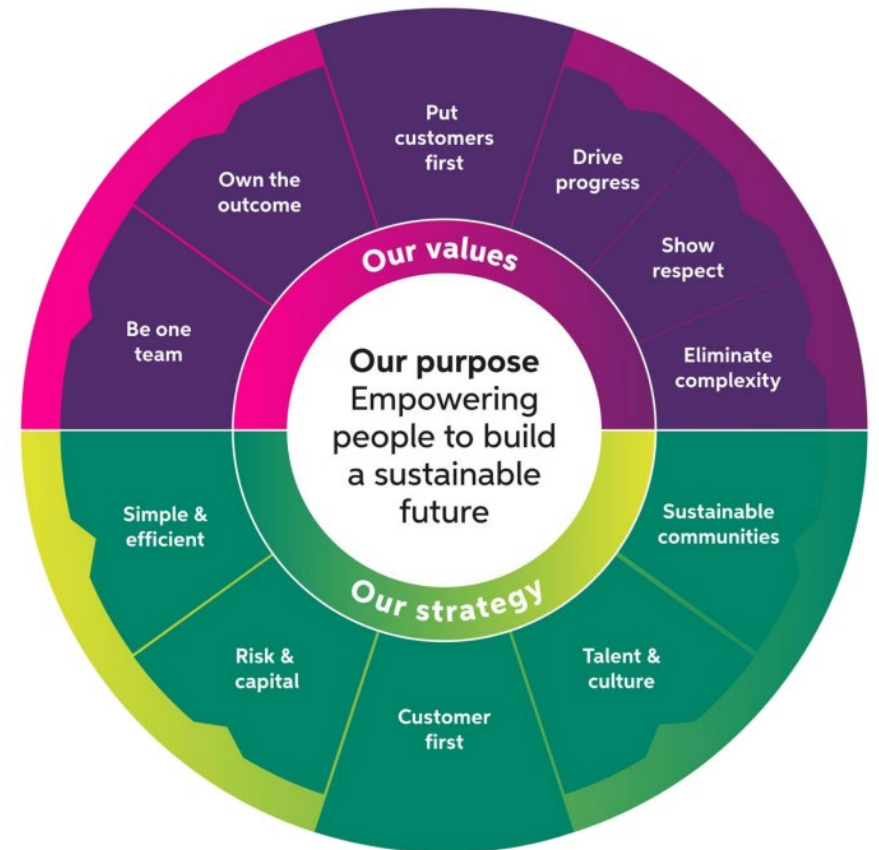 Put
customers
first
Drive
progress
Own the
outcome
Show
respect
Be one
team
Eliminate
complexity
Our values
Our purpose
Empowering
people to build
a sustainable
future
Our strategy
Simple &
efficient
Sustainable
communities
Risk &
capital
Talent &
culture
Customer
first